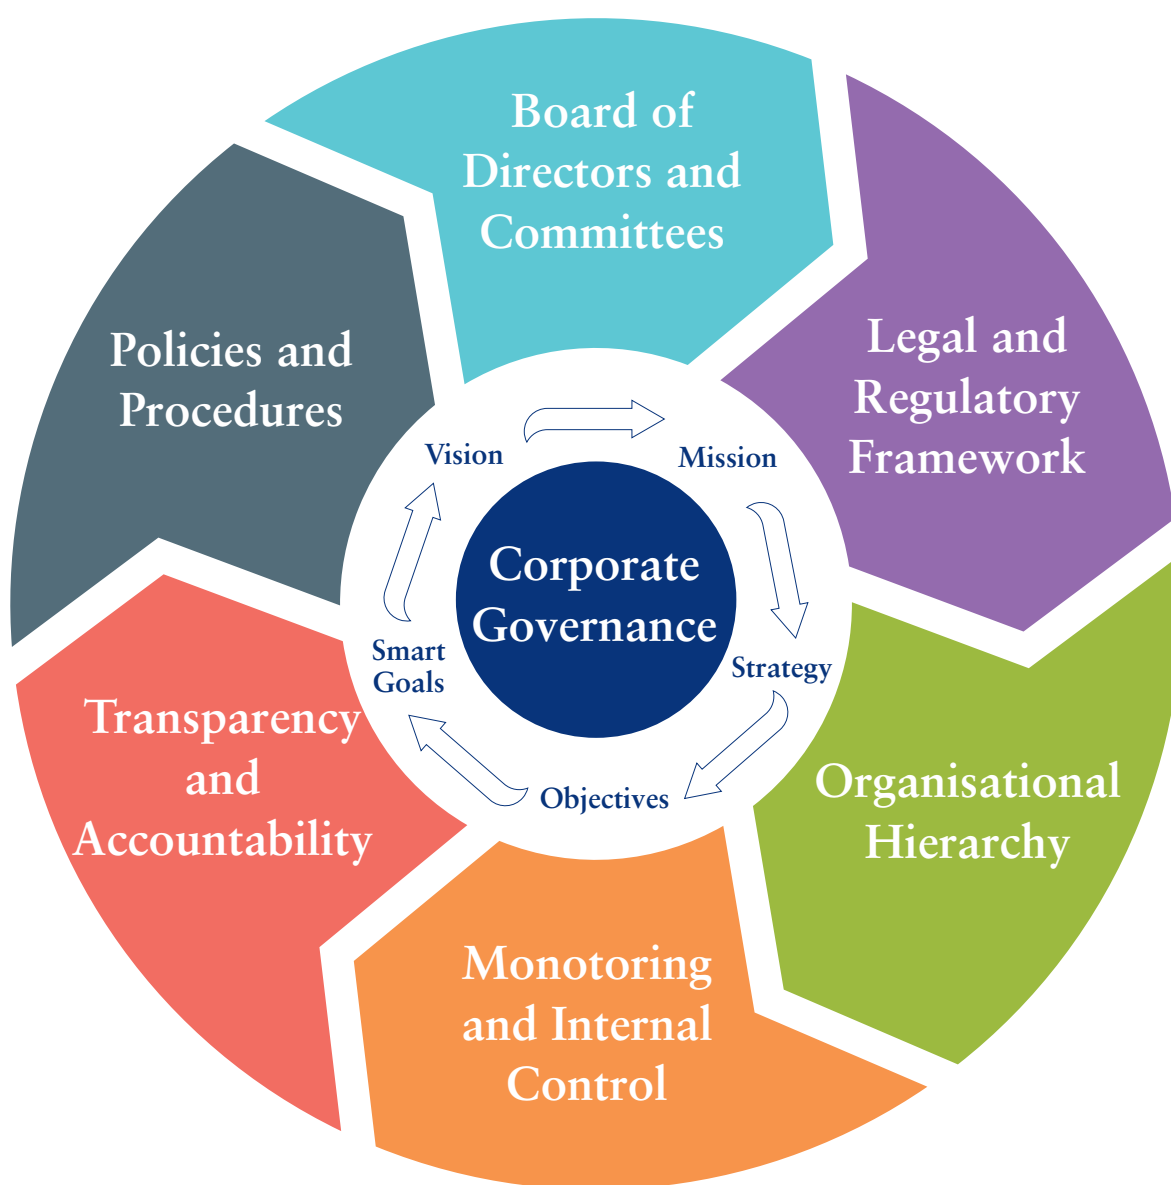 Board of
Directors and
Committees
Legal and
Regulatory
Framework
Organisational
Hierarchy
Monotoring
and Internal
Control
Transparency
and
Accountability
Policies and
Procedures
Vision
Mission
Strategy
Objectives
Smart
Goals
Corporate
Governance